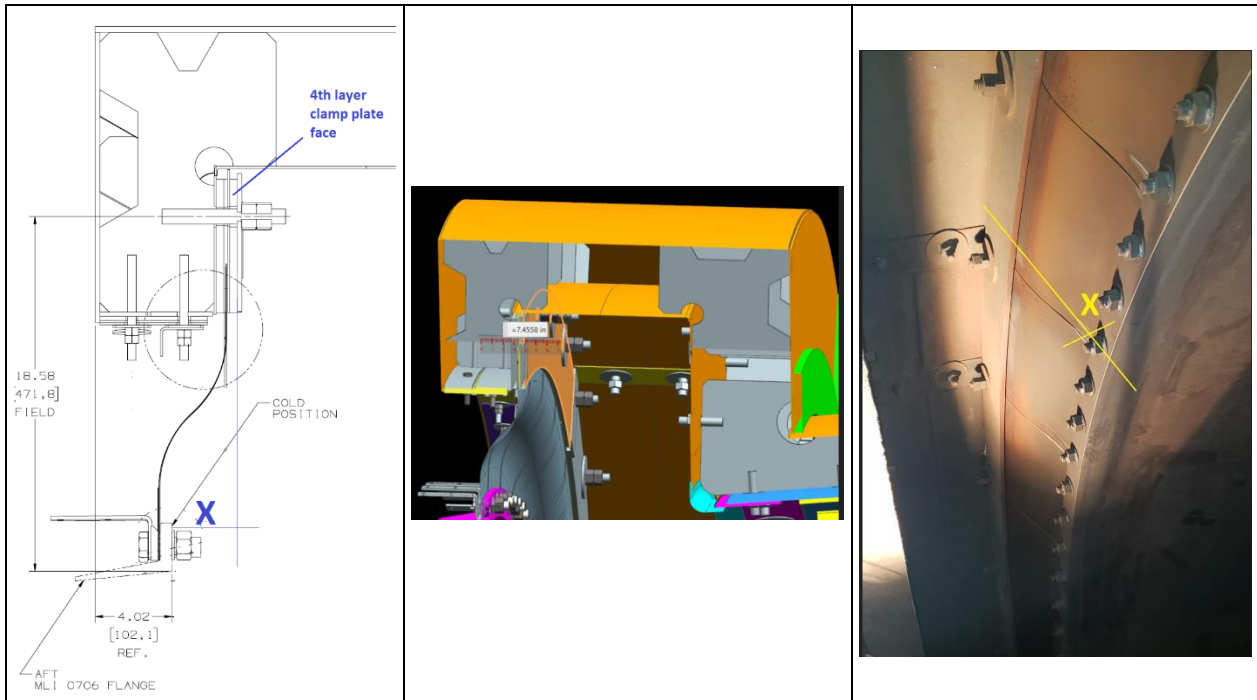 4th layer
clamp plate
face
18.58
[471,8]
FIELD
COLD
POSITION
X
4.02
[102,1]
REF.
AFT
MLI 0706 FLANGE
=7.4558 in
X